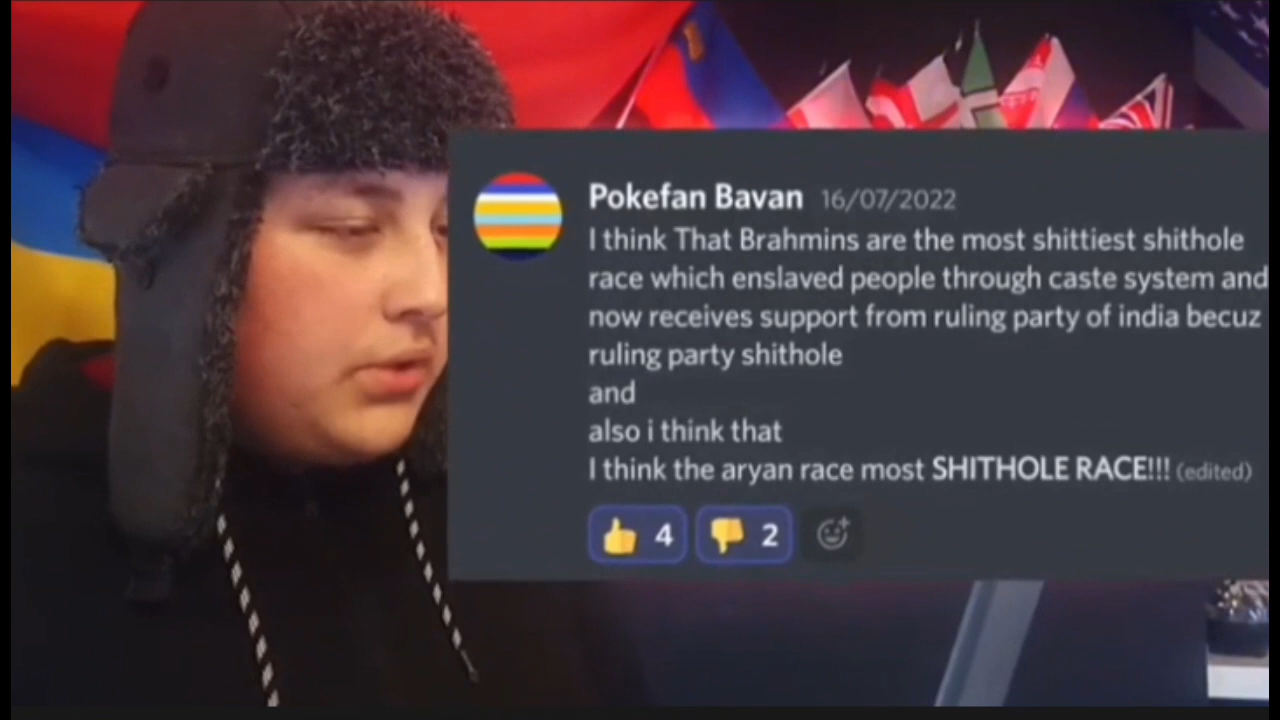 Pokefan Bavan 16/07/2022
I think That Brahmins are the most shittiest shithole
race which enslaved people through caste system and
now receives support from ruling party of india becuz
ruling party shithole
and
also i think that
I think the aryan race most SHITHOLE RACE!!! (edited)
👍 4 👎 2